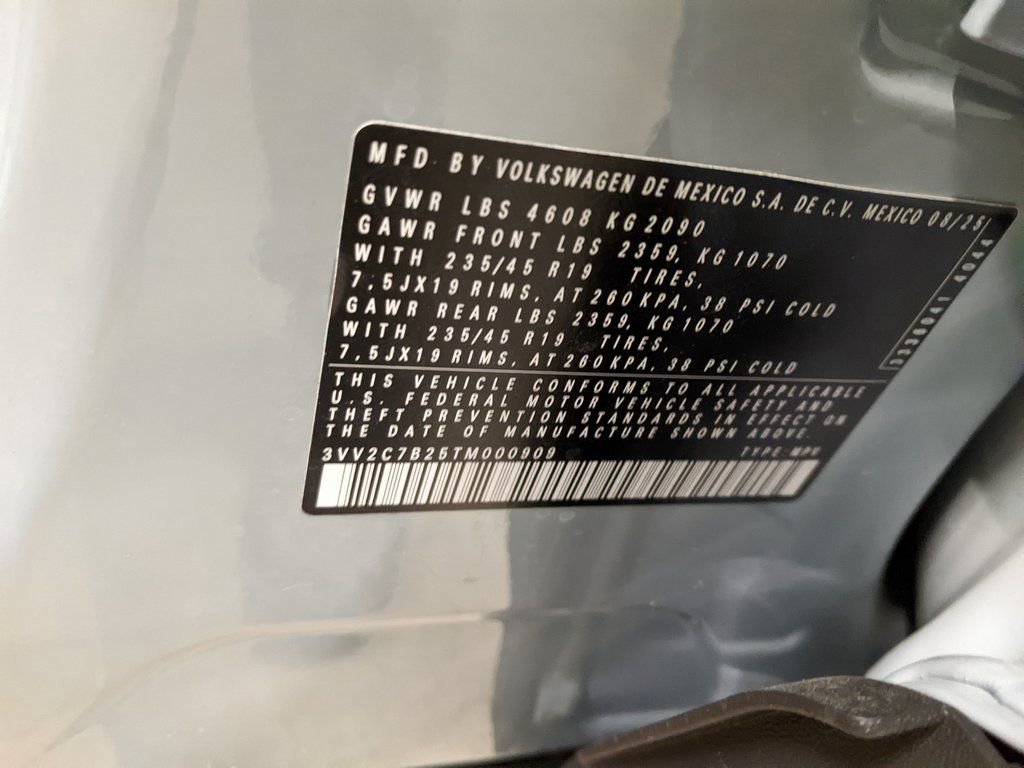 MFD BY VOLKSWAGEN DE MEXICO S.A. DE C.V. MEXICO 08/25
GVWR LBS 4608 KG 2090
GAWR FRONT LBS 2359, KG 1070
WITH 235/45 R19 TIRES,
7,5JX19 RIMS, AT 260 KPA, 38 PSI COLD
GAWR REAR LBS 2359, KG 1070
WITH 235/45 R19 TIRES,
7,5JX19 RIMS, AT 260KPA, 38 PSI COLD
THIS VEHICLE CONFORMS TO ALL APPLICABLE
U.S. FEDERAL MOTOR VEHICLE SAFETY AND
THEFT PREVENTION STANDARDS IN EFFECT ON
THE DATE OF MANUFACTURE SHOWN ABOVE.
3VV2C7B25TM000909 TYPE: MPV
4044